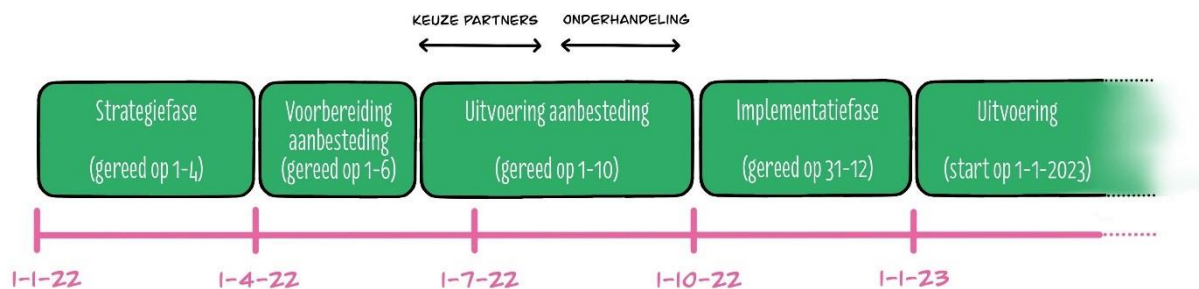 KEUZE PARTNERS
ONDERHANDELING
Strategiefase
(gereed op 1-4)
Voorbereiding
aanbesteding
(gereed op 1-6)
Uitvoering aanbesteding
(gereed op 1-10)
Implementatiefase
(gereed op 31-12)
Uitvoering
(start op 1-1-2023)
1-1-22
1-4-22
1-7-22
1-10-22
1-1-23